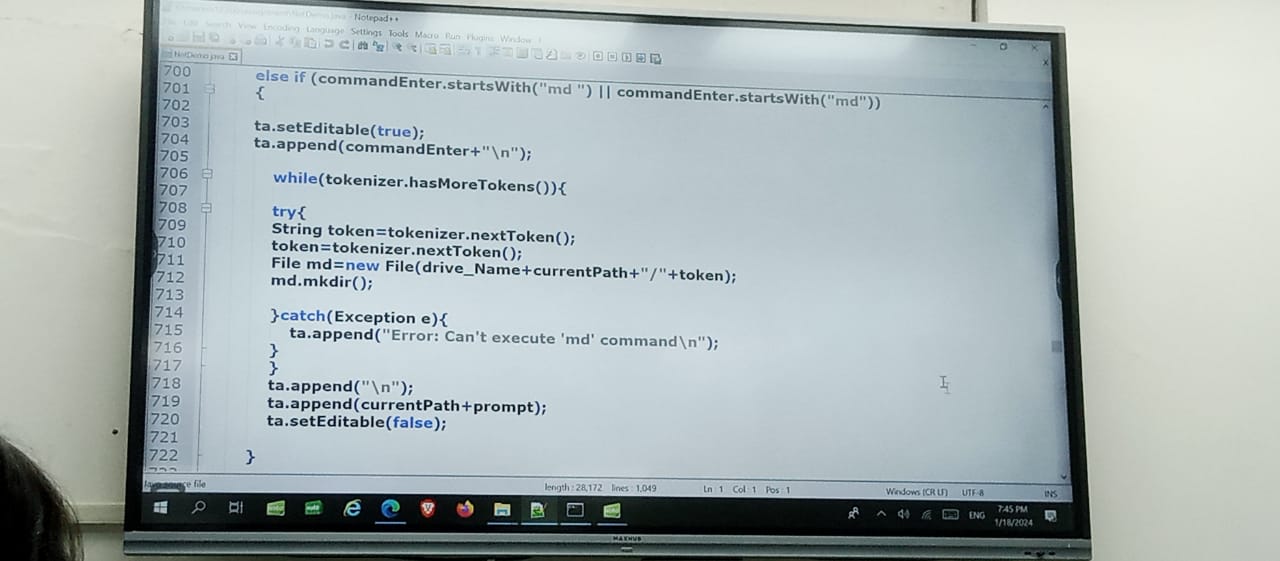 - Notepad++
Search View Encoding Language Settings Tools Macro Run Plugins Window
NetDemo.java
700 else if (commandEnter.startsWith("md ") || commandEnter.startsWith("md"))
701 {
702
703 ta.setEditable(true);
704 ta.append(commandEnter+"\n");
705
706 while(tokenizer.hasMoreTokens()){
707
708 try{
709 String token=tokenizer.nextToken();
710 token=tokenizer.nextToken();
711 File md=new File(drive_Name+currentPath+"/"+token);
712 md.mkdir();
713
714 }catch(Exception e){
715 ta.append("Error: Can't execute 'md' command\n");
716 }
717 }
718 ta.append("\n");
719 ta.append(currentPath+prompt);
720 ta.setEditable(false);
721
722 }
Java source file length : 28,172 lines : 1,049 Ln : 1 Col : 1 Pos : 1 Windows (CR LF) UTF-8 INS
ENG 7:45 PM
1/18/2024
MAXHUB